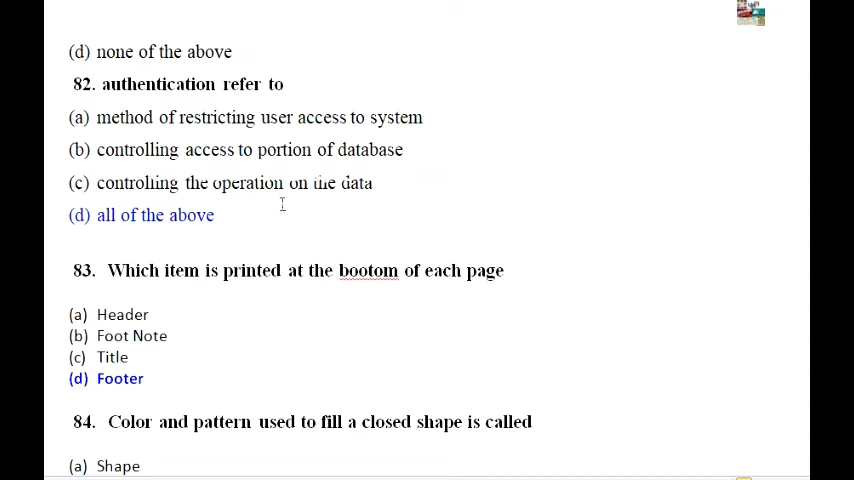 (d) none of the above
82. authentication refer to
(a) method of restricting user access to system
(b) controlling access to portion of database
(c) controlling the operation on the data
(d) all of the above
83. Which item is printed at the bootom of each page
(a) Header
(b) Foot Note
(c) Title
(d) Footer
84. Color and pattern used to fill a closed shape is called
(a) Shape